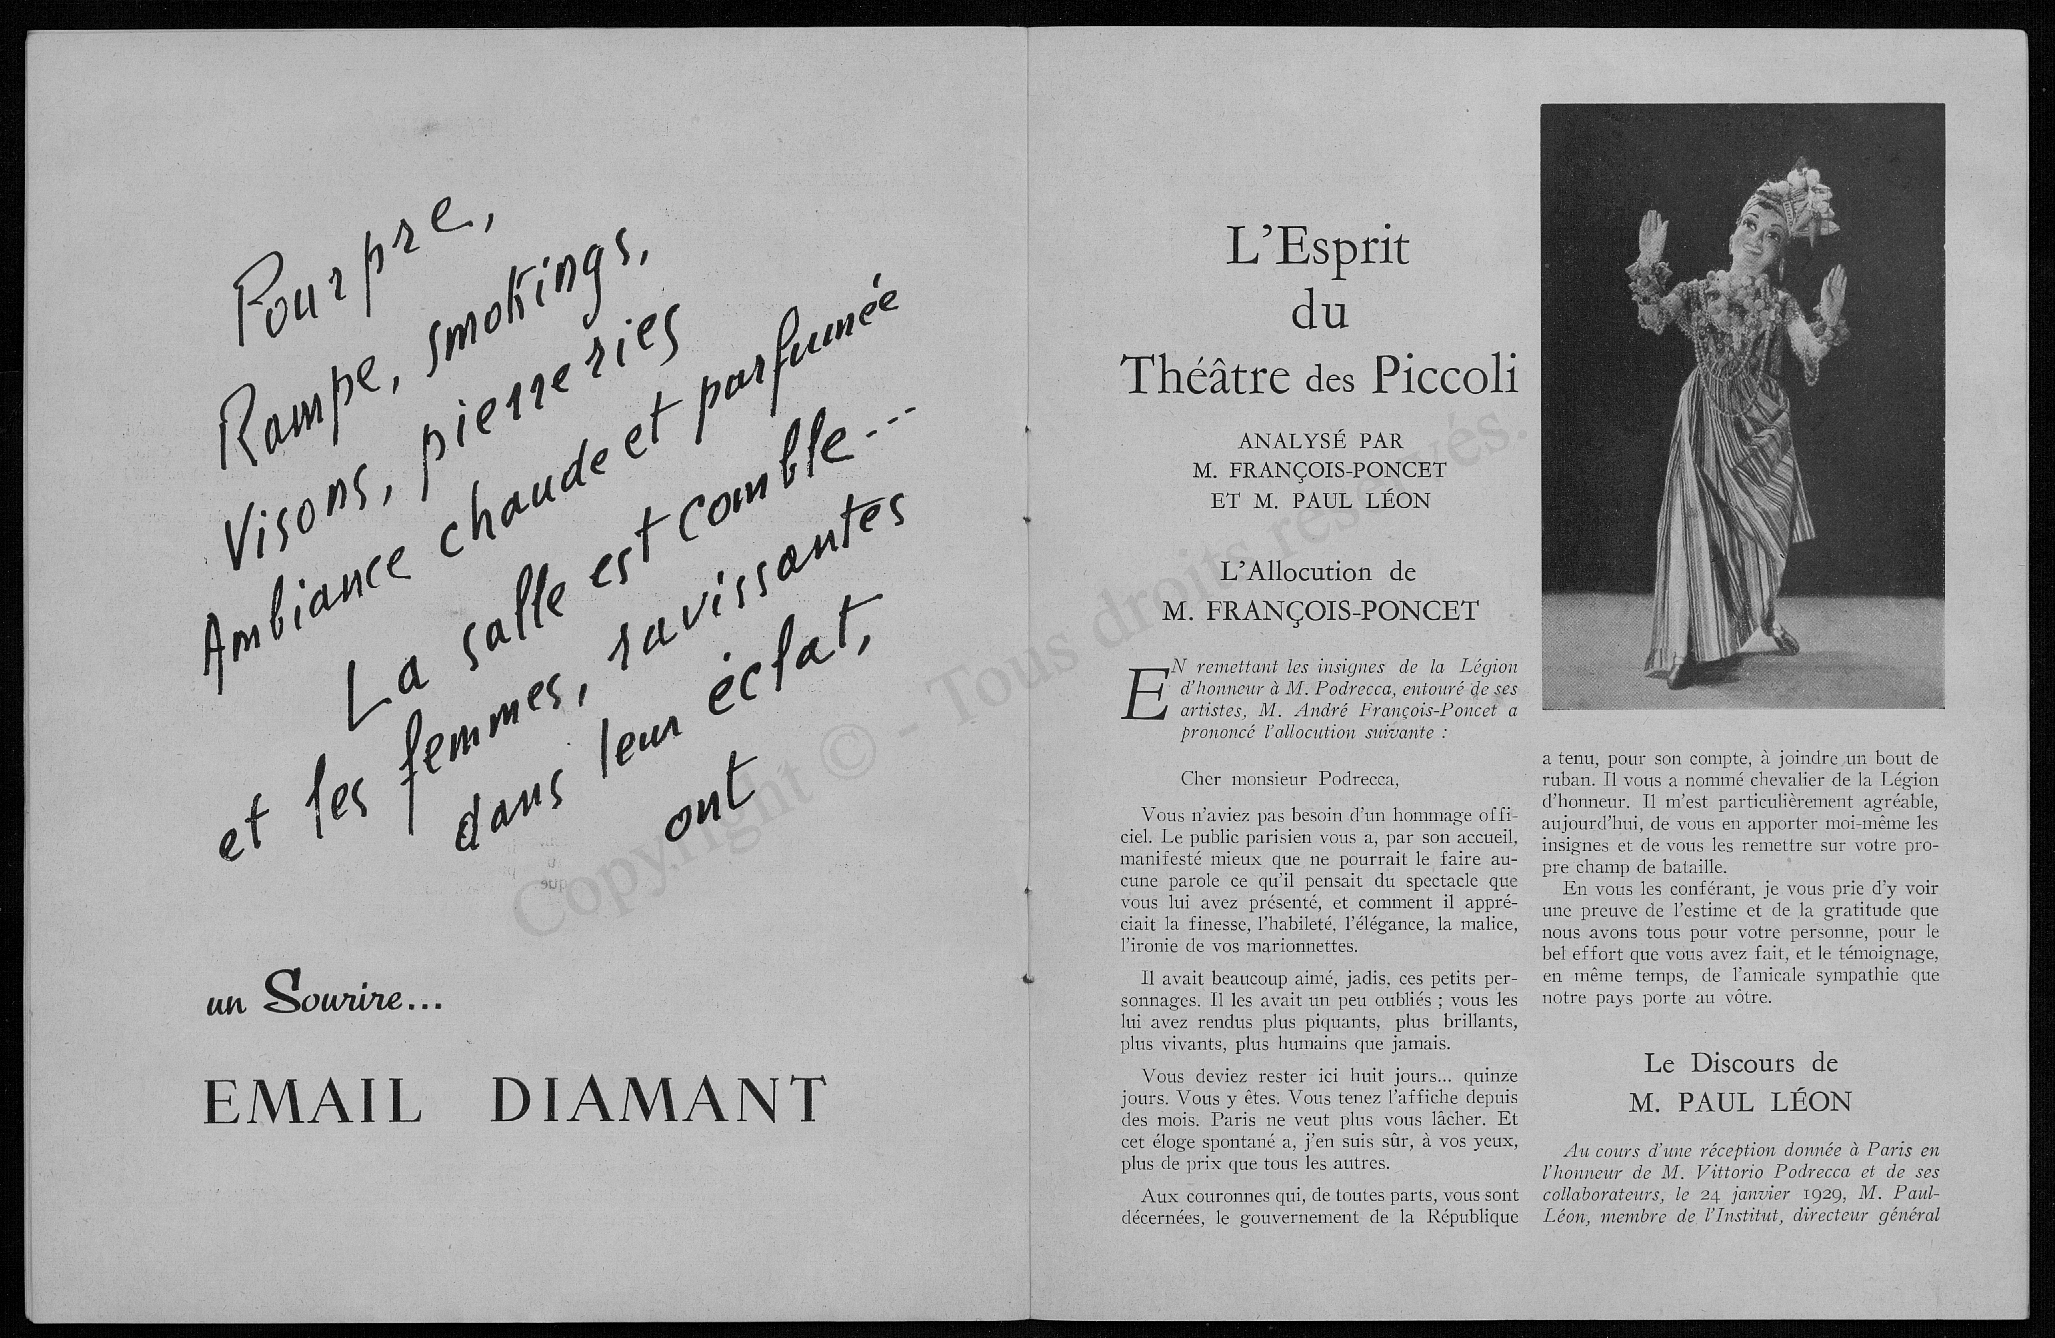 Pourpre,
Rampe, smokings,
Visons, pierreries
Ambiance chaude et parfumée
La salle est comble...
et les femmes, ravissantes
dans leur éclat,
ont
un Sourire...
EMAIL DIAMANT
L'Esprit
du
Théâtre des Piccoli
ANALYSÉ PAR
M. FRANÇOIS-PONCET
ET M. PAUL LÉON
L'Allocution de
M. FRANÇOIS-PONCET
EN remettant les insignes de la Légion
d'honneur à M. Podrecca, entouré de ses
artistes, M. André François-Poncet a
prononcé l'allocution suivante :
Cher monsieur Podrecca,
Vous n'aviez pas besoin d'un hommage offi-
ciel. Le public parisien vous a, par son accueil,
manifesté mieux que ne pourrait le faire au-
cune parole ce qu'il pensait du spectacle que
vous lui avez présenté, et comment il appré-
ciait la finesse, l'habileté, l'élégance, la malice,
l'ironie de vos marionnettes.
Il avait beaucoup aimé, jadis, ces petits per-
sonnages. Il les avait un peu oubliés ; vous les
lui avez rendus plus piquants, plus brillants,
plus vivants, plus humains que jamais.
Vous deviez rester ici huit jours... quinze
jours. Vous y êtes. Vous tenez l'affiche depuis
des mois. Paris ne veut plus vous lâcher. Et
cet éloge spontané a, j'en suis sûr, à vos yeux,
plus de prix que tous les autres.
Aux couronnes qui, de toutes parts, vous sont
décernées, le gouvernement de la République
a tenu, pour son compte, à joindre un bout de
ruban. Il vous a nommé chevalier de la Légion
d'honneur. Il m'est particulièrement agréable,
aujourd'hui, de vous en apporter moi-même les
insignes et de vous les remettre sur votre pro-
pre champ de bataille.
En vous les conférant, je vous prie d'y voir
une preuve de l'estime et de la gratitude que
nous avons tous pour votre personne, pour le
bel effort que vous avez fait, et le témoignage,
en même temps, de l'amicale sympathie que
notre pays porte au vôtre.
Le Discours de
M. PAUL LÉON
Au cours d'une réception donnée à Paris en
l'honneur de M. Vittorio Podrecca et de ses
collaborateurs, le 24 janvier 1929, M. Paul-
Léon, membre de l'Institut, directeur général
Copyright © - Tous droits réservés.